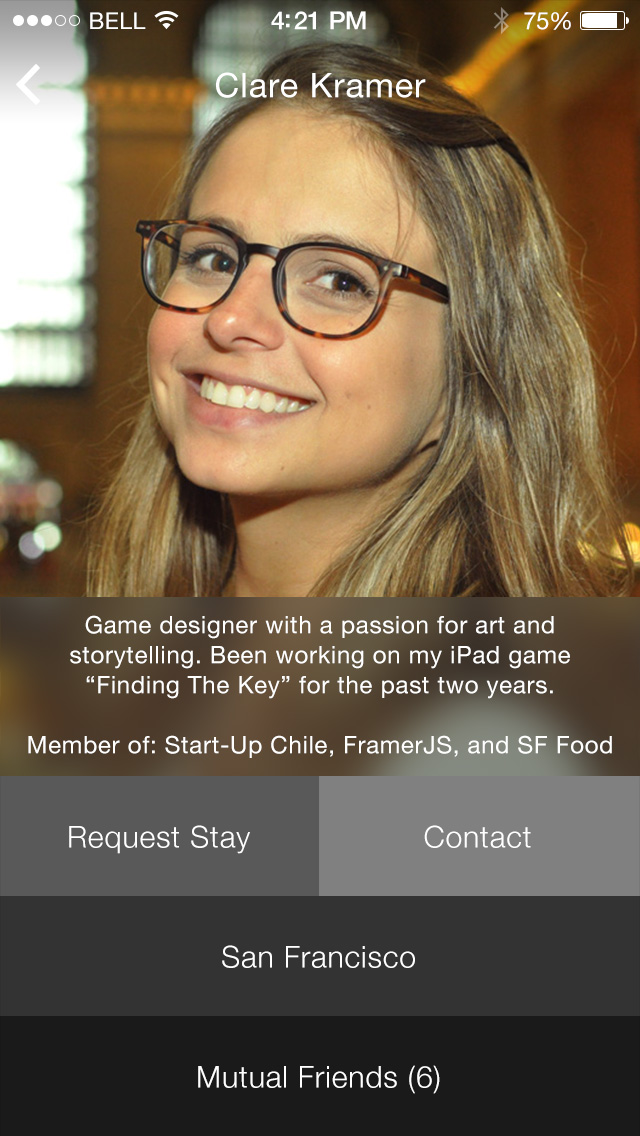 BELL 4:21 PM 75%
Clare Kramer
Game designer with a passion for art and
storytelling. Been working on my iPad game
“Finding The Key” for the past two years.
Member of: Start-Up Chile, FramerJS, and SF Food
Request Stay
Contact
San Francisco
Mutual Friends (6)